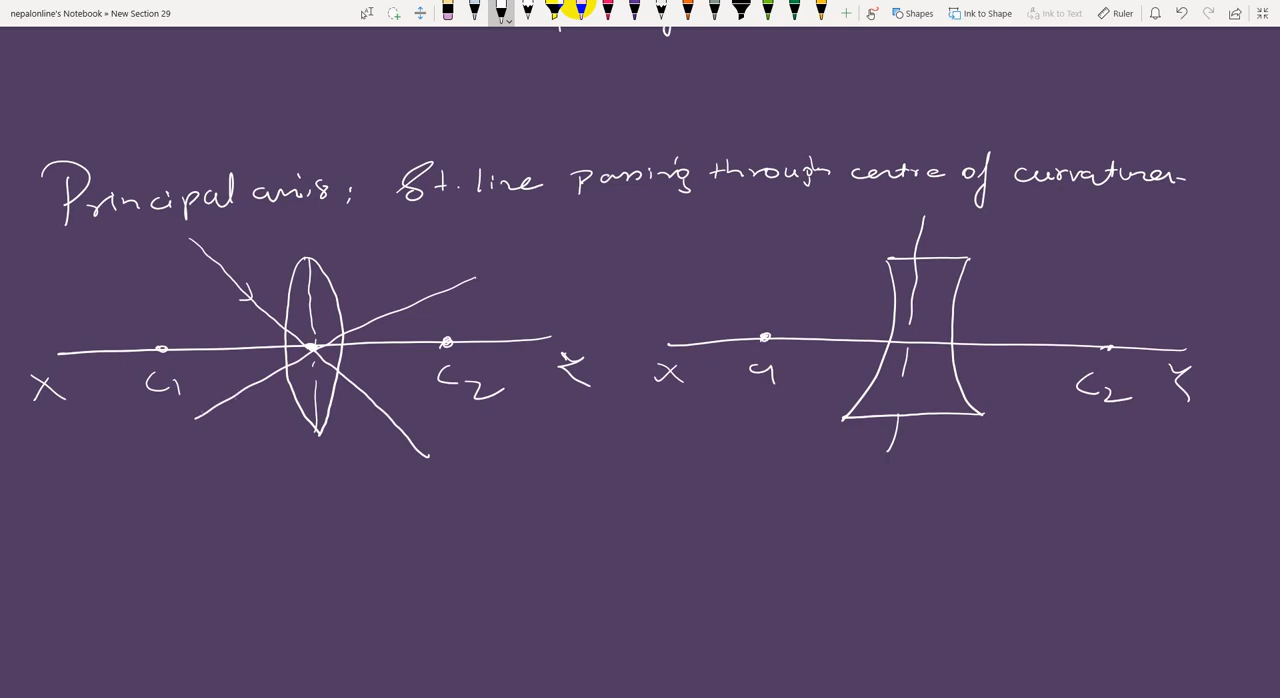 nepalonline's Notebook » New Section 29
Shapes
Ink to Shape
Ink to Text
Ruler
Principal axis: St. line passing through centre of curvature
X C1 C2 Y
X C1 C2 Y